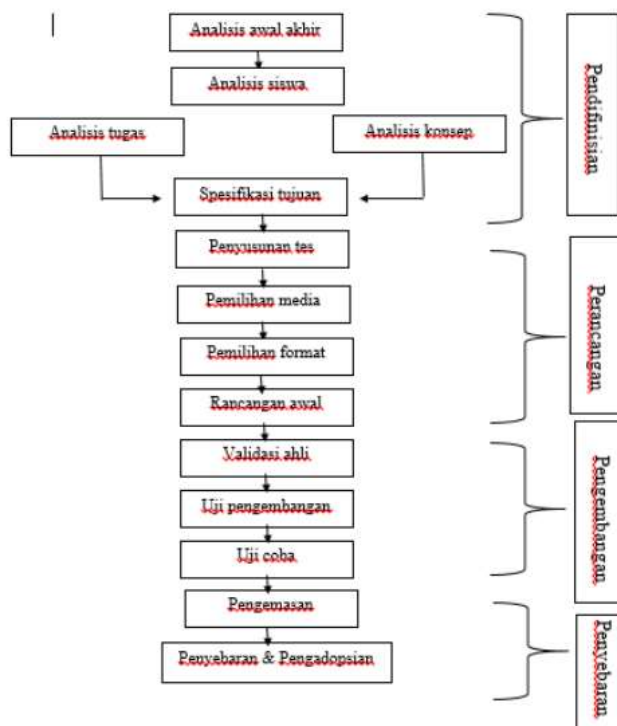 Analisis awal akhir
Analisis siswa
Analisis tugas
Analisis konsep
Spesifikasi tujuan
Pendifinisian
Penyusunan tes
Pemilihan media
Pemilihan format
Rancangan awal
Perancangan
Validasi ahli
Uji pengembangan
Uji coba
Pengembangan
Pengemasan
Penyebaran & Pengadopsian
Penyebaran